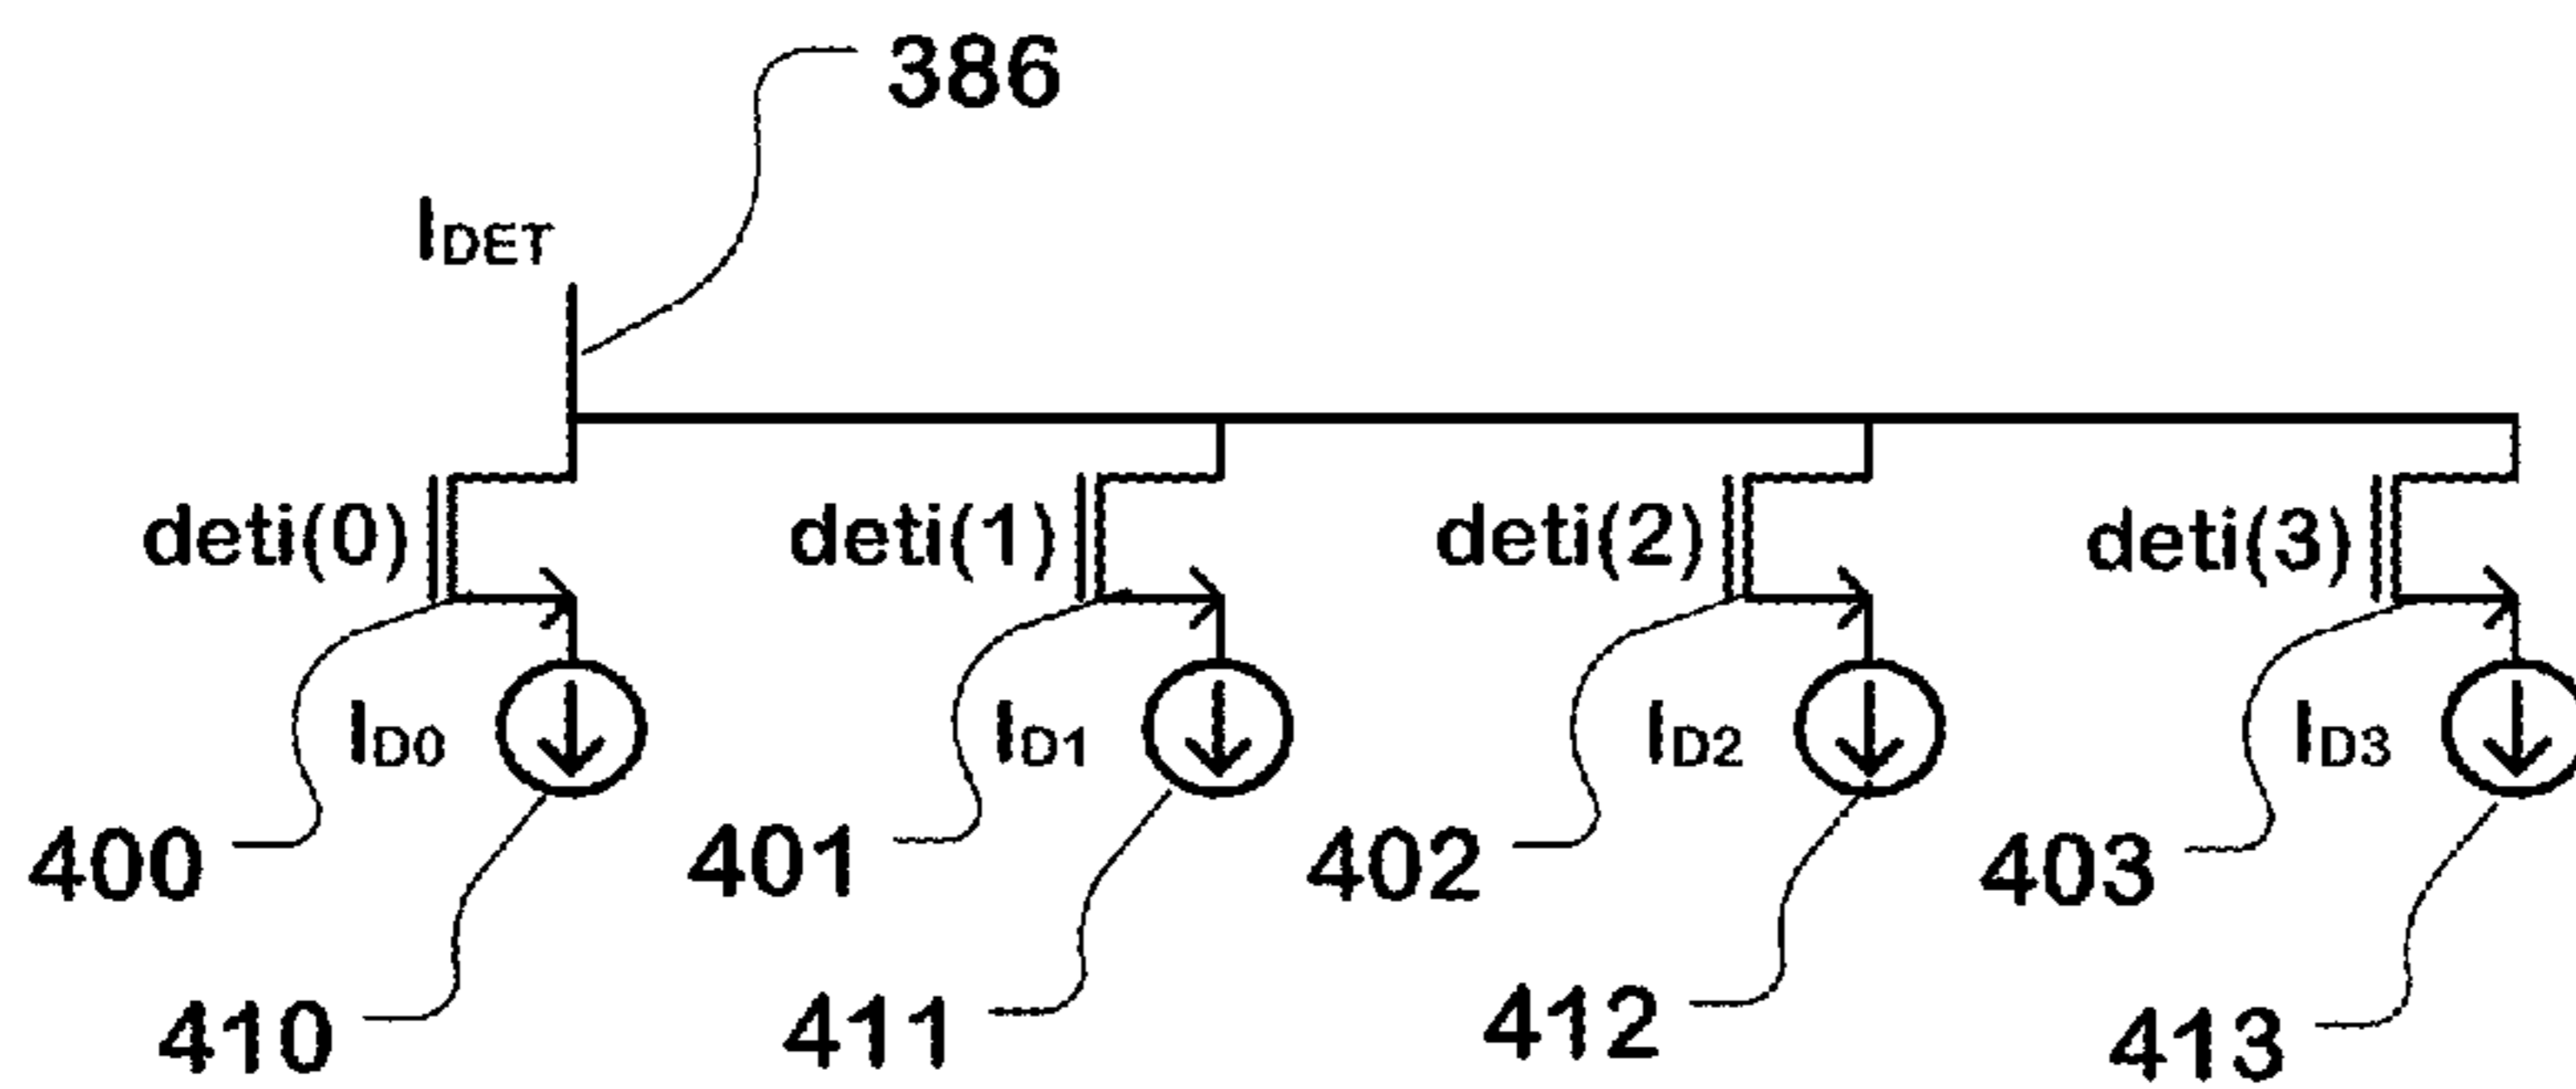 386
IDET
deti(0) deti(1) deti(2) deti(3)
ID0 ID1 ID2 ID3
400 401 402 403
410 411 412 413